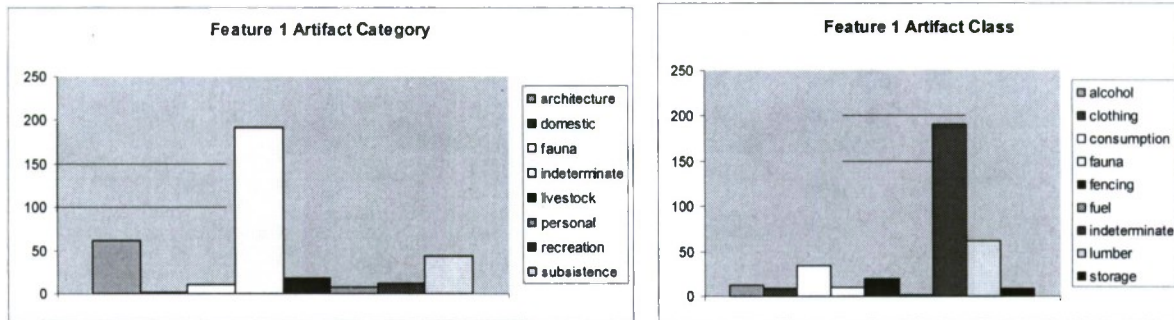 Feature 1 Artifact Category
250
200
150
100
50
0
architecture
domestic
fauna
indeterminate
livestock
personal
recreation
subsistence
Feature 1 Artifact Class
250
200
150
100
50
0
alcohol
clothing
consumption
fauna
fencing
fuel
indeterminate
lumber
storage